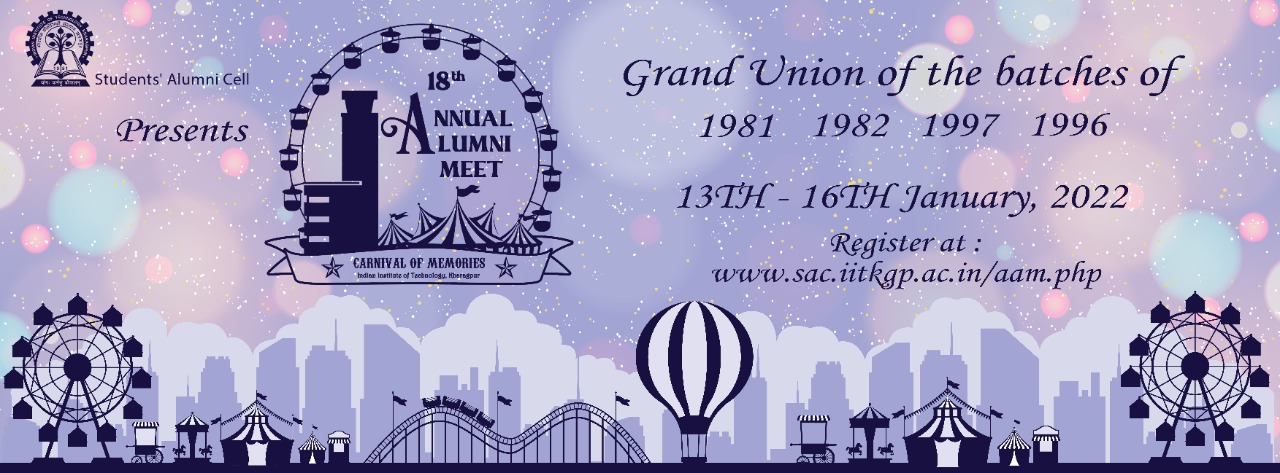 Students' Alumni Cell
Presents
18th
ANNUAL
ALUMNI
MEET
CARNIVAL OF MEMORIES
Indian Institute of Technology, Kharagpur
Grand Union of the batches of
1981 1982 1997 1996
13TH - 16TH January, 2022
Register at :
www.sac.iitkgp.ac.in/aam.php